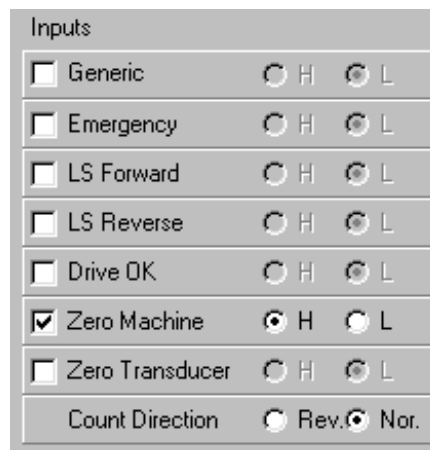 Inputs
Generic H L
Emergency H L
LS Forward H L
LS Reverse H L
Drive OK H L
Zero Machine H L
Zero Transducer H L
Count Direction Rev. Nor.